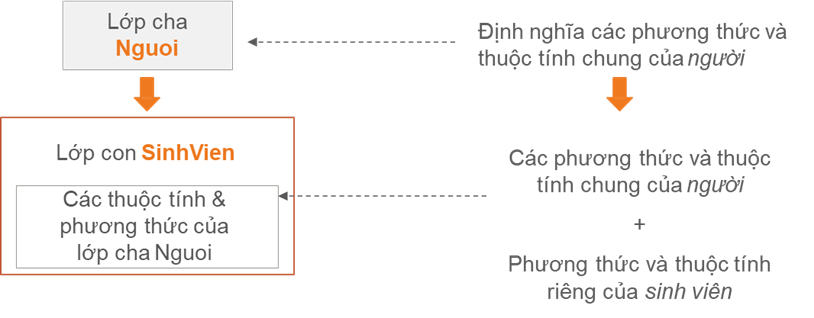 Lớp cha
Nguoi
Định nghĩa các phương thức và
thuộc tính chung của người
Lớp con SinhVien
Các thuộc tính &
phương thức của
lớp cha Nguoi
Các phương thức và thuộc
tính chung của người
+
Phương thức và thuộc tính
riêng của sinh viên